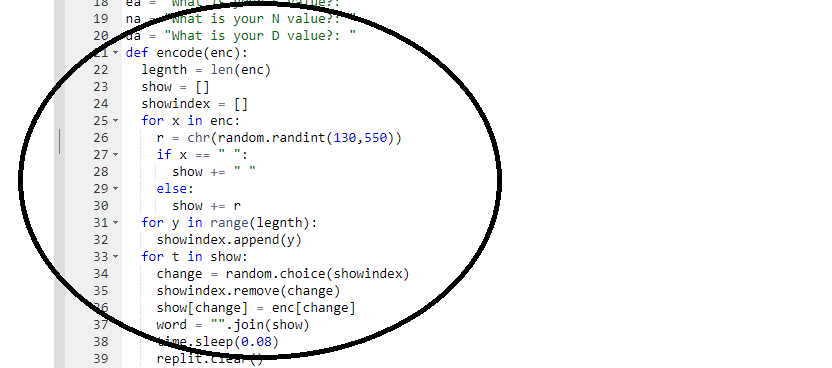 18 ea = "What is your E value?: "
19 na = "What is your N value?: "
20 da = "What is your D value?: "
21 def encode(enc):
22 legnth = len(enc)
23 show = []
24 showindex = []
25 for x in enc:
26 r = chr(random.randint(130,550))
27 if x == " ":
28 show += " "
29 else:
30 show += r
31 for y in range(legnth):
32 showindex.append(y)
33 for t in show:
34 change = random.choice(showindex)
35 showindex.remove(change)
36 show[change] = enc[change]
37 word = "".join(show)
38 time.sleep(0.08)
39 replit.clear()